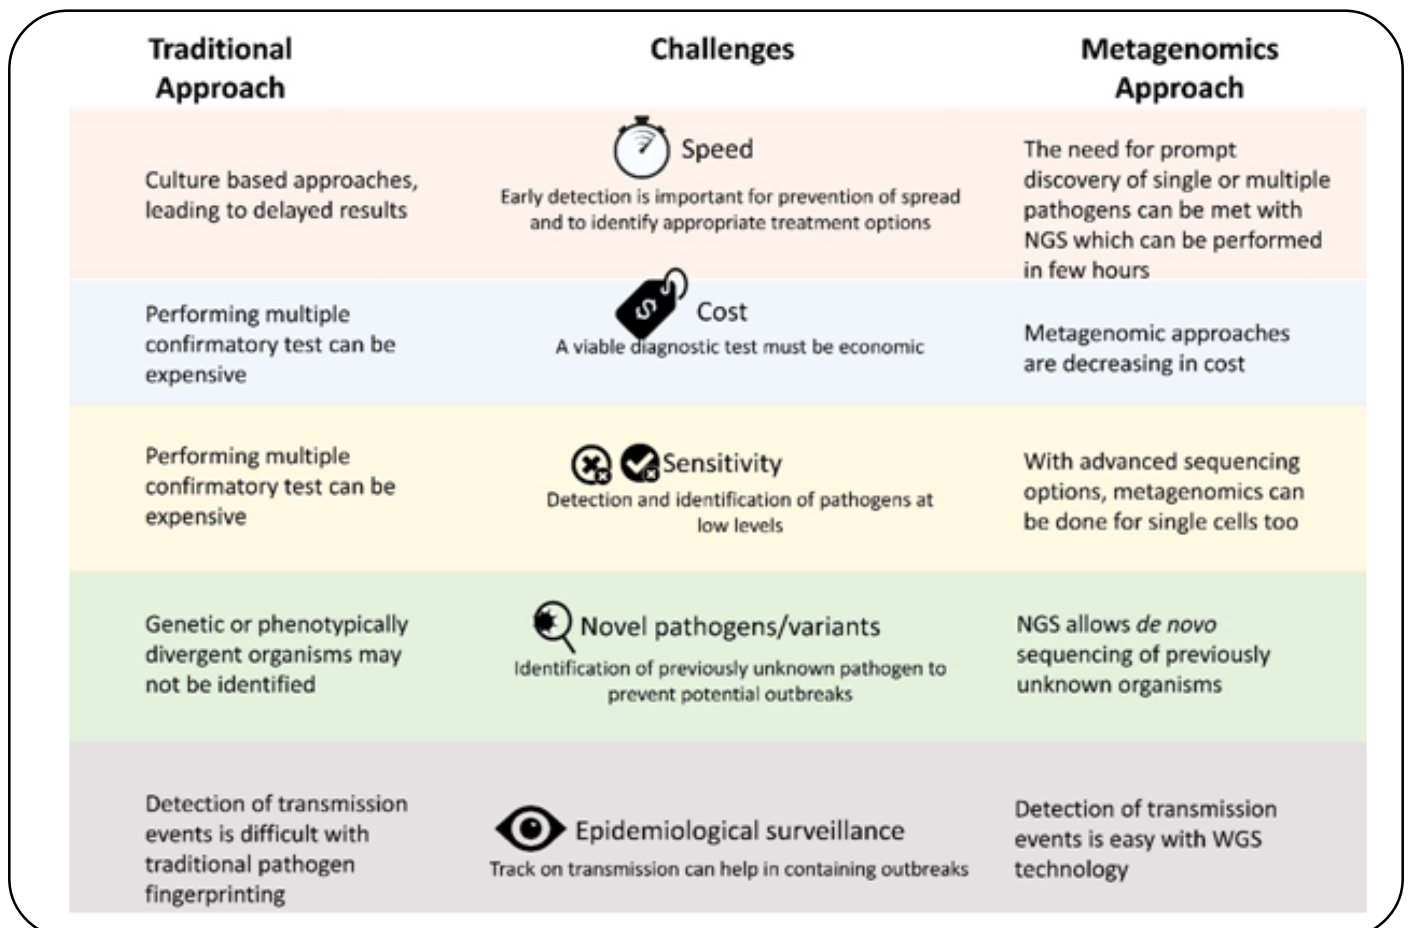 Traditional
Approach
Challenges
Metagenomics
Approach
Culture based approaches,
leading to delayed results
Speed
Early detection is important for prevention of spread
and to identify appropriate treatment options
The need for prompt
discovery of single or multiple
pathogens can be met with
NGS which can be performed
in few hours
Performing multiple
confirmatory test can be
expensive
$
Cost
A viable diagnostic test must be economic
Metagenomic approaches
are decreasing in cost
Performing multiple
confirmatory test can be
expensive
Sensitivity
Detection and identification of pathogens at
low levels
With advanced sequencing
options, metagenomics can
be done for single cells too
Genetic or phenotypically
divergent organisms may
not be identified
Novel pathogens/variants
Identification of previously unknown pathogen to
prevent potential outbreaks
NGS allows de novo
sequencing of previously
unknown organisms
Detection of transmission
events is difficult with
traditional pathogen
fingerprinting
Epidemiological surveillance
Track on transmission can help in containing outbreaks
Detection of transmission
events is easy with WGS
technology